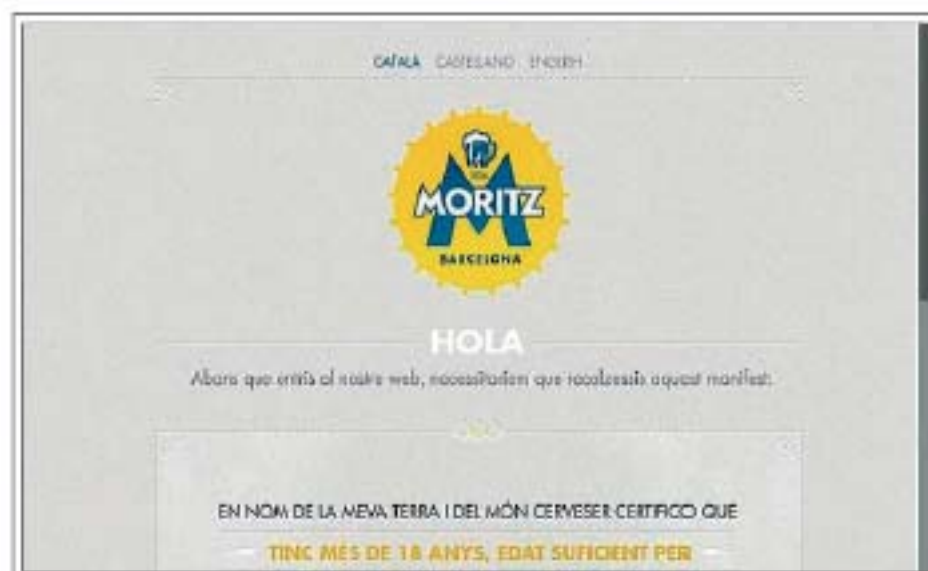 CATALÀ CASTELLANO ENGLISH
MORITZ
BARCELONA
HOLA
Abans que entris al nostre web, necessitaríem que recolzessis aquest manifest:
EN NOM DE LA MEVA TERRA I DEL MÓN CERVESER CERTIFICO QUE
TINC MÉS DE 18 ANYS, EDAT SUFICIENT PER